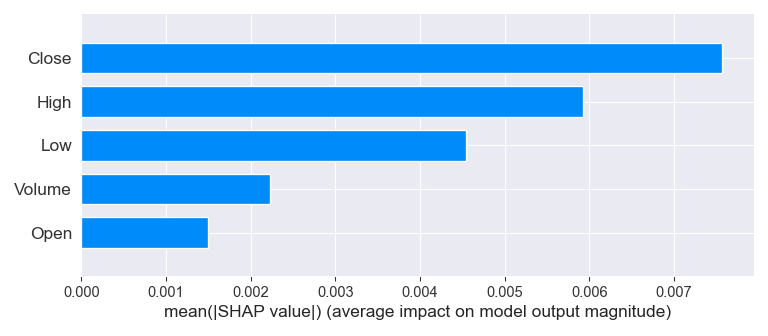 Close
High
Low
Volume
Open
0.000 0.001 0.002 0.003 0.004 0.005 0.006 0.007
mean(|SHAP value|) (average impact on model output magnitude)